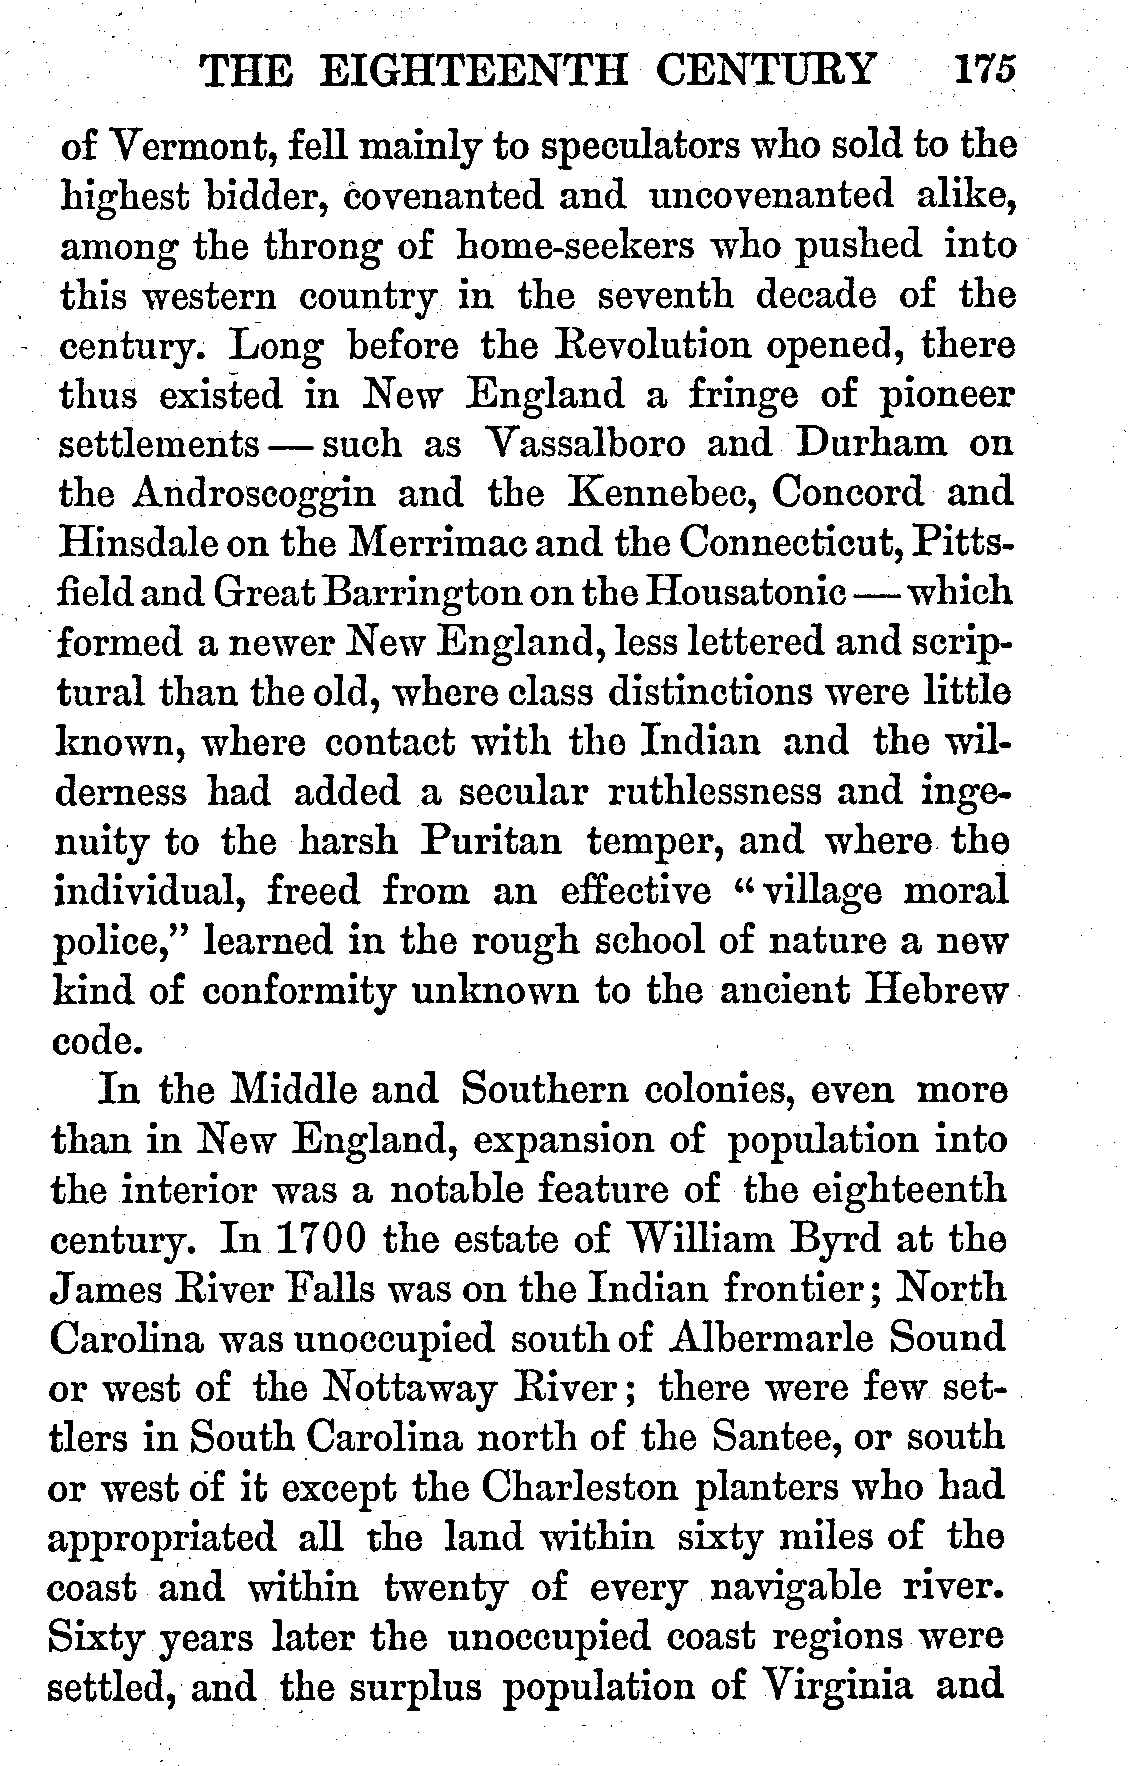 THE EIGHTEENTH CENTURY 175
of Vermont, fell mainly to speculators who sold to the
highest bidder, covenanted and uncovenanted alike,
among the throng of home-seekers who pushed into
this western country in the seventh decade of the
century. Long before the Revolution opened, there
thus existed in New England a fringe of pioneer
settlements — such as Vassalboro and Durham on
the Androscoggin and the Kennebec, Concord and
Hinsdale on the Merrimac and the Connecticut, Pitts-
field and Great Barrington on the Housatonic — which
formed a newer New England, less lettered and scrip-
tural than the old, where class distinctions were little
known, where contact with the Indian and the wil-
derness had added a secular ruthlessness and inge-
nuity to the harsh Puritan temper, and where the
individual, freed from an effective “village moral
police,” learned in the rough school of nature a new
kind of conformity unknown to the ancient Hebrew
code.
In the Middle and Southern colonies, even more
than in New England, expansion of population into
the interior was a notable feature of the eighteenth
century. In 1700 the estate of William Byrd at the
James River Falls was on the Indian frontier; North
Carolina was unoccupied south of Albermarle Sound
or west of the Nottaway River; there were few set-
tlers in South Carolina north of the Santee, or south
or west of it except the Charleston planters who had
appropriated all the land within sixty miles of the
coast and within twenty of every navigable river.
Sixty years later the unoccupied coast regions were
settled, and the surplus population of Virginia and